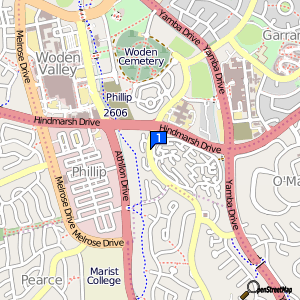 Melrose Drive
Yamba Drive
Garran
Woden
Valley
Woden
Cemetery
Yamba Drive
Phillip
2606
Hindmarsh Drive
Hindmarsh Drive
1
Phillip
Athllon Drive
Melrose Drive
Yamba Drive
O'Ma
Melrose Drive
Marist
College
Pearce
OpenStreetMap